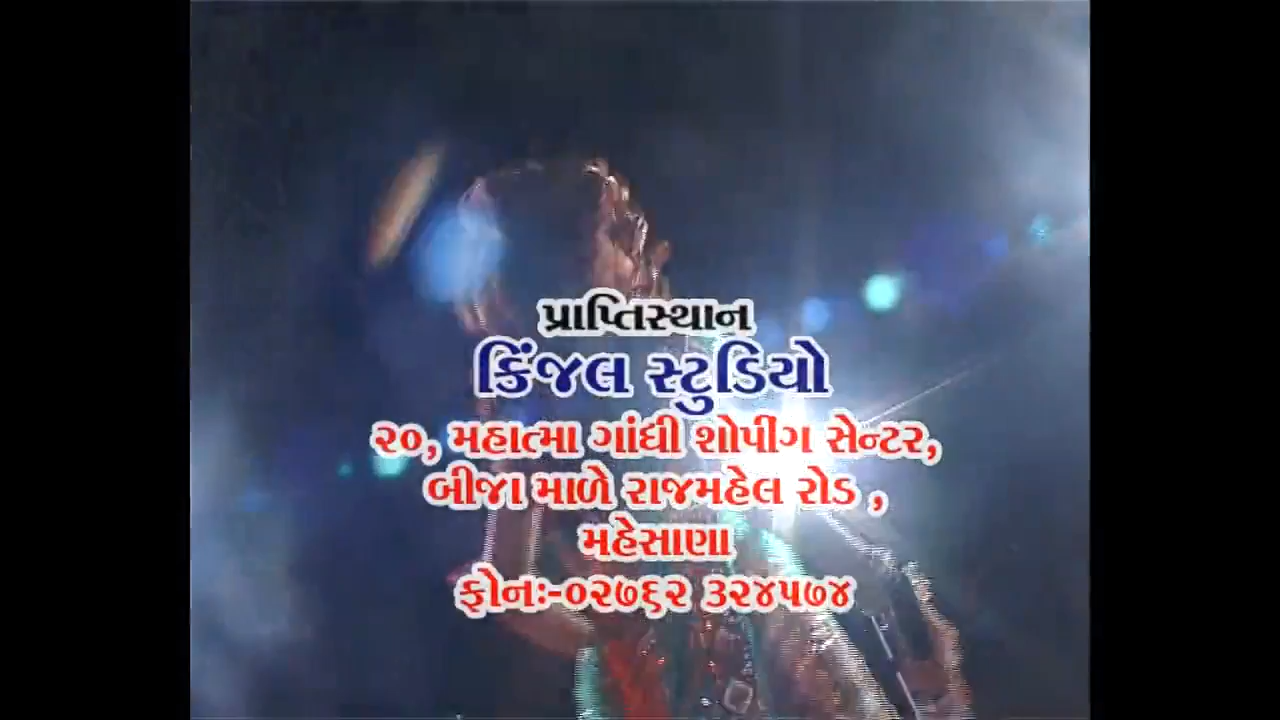 પ્રાપ્તિસ્થાન
કિંજલ સ્ટુડિયો
૨૦, મહાત્મા ગાંધી શોપીંગ સેન્ટર,
બીજા માળે રાજમહેલ રોડ ,
મહેસાણા
ફોનઃ-૦૨૭૬૨ ૩૨૪૫૭૪